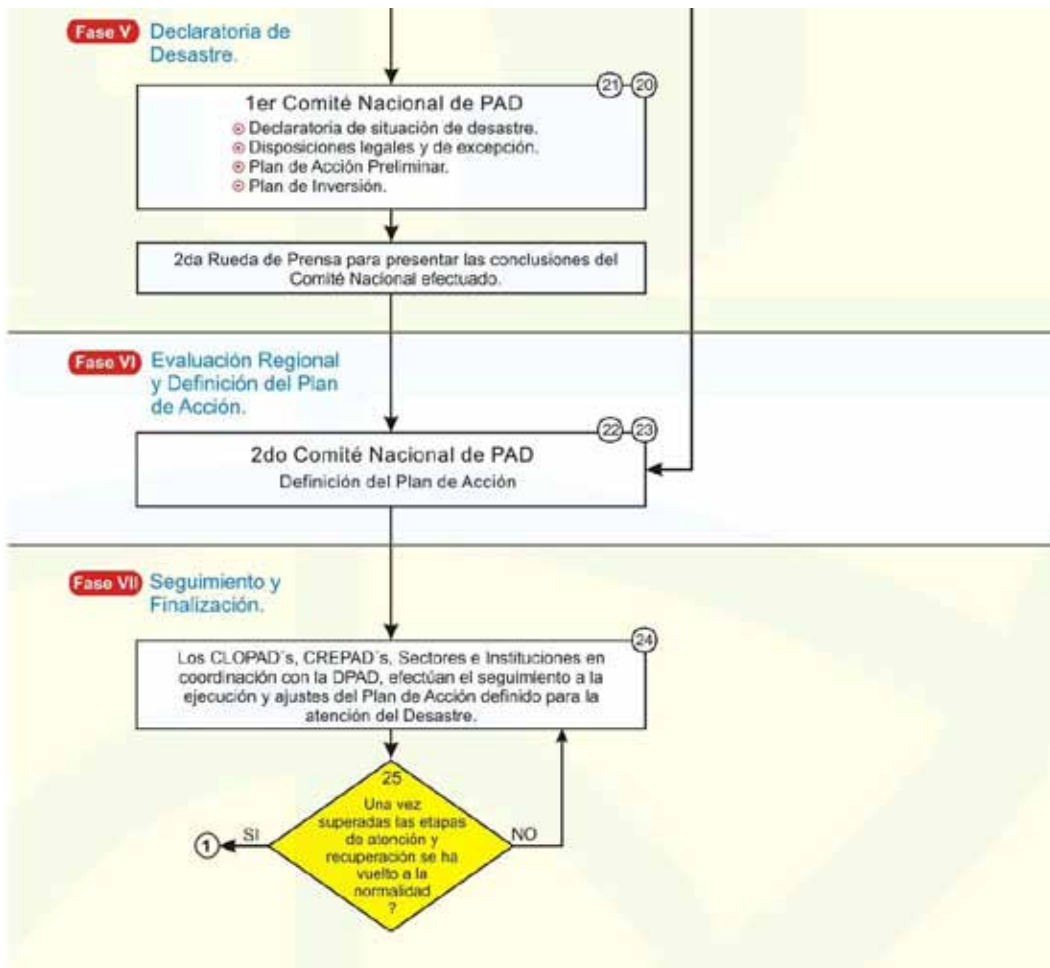 Fase V Declaratoria de
Desastre.
21 20
1er Comité Nacional de PAD
Declaratoria de situación de desastre.
Disposiciones legales y de excepción.
Plan de Acción Preliminar.
Plan de Inversión.
2da Rueda de Prensa para presentar las conclusiones del
Comité Nacional efectuado.
Fase VI Evaluación Regional
y Definición del Plan
de Acción.
22 23
2do Comité Nacional de PAD
Definición del Plan de Acción
Fase VII Seguimiento y
Finalización.
24
Los CLOPAD´s, CREPAD´s, Sectores e Instituciones en
coordinación con la DPAD, efectúan el seguimiento a la
ejecución y ajustes del Plan de Acción definido para la
atención del Desastre.
25
Una vez
superadas las etapas
de atención y
recuperación se ha
vuelto a la
normalidad
?
1 SI
NO